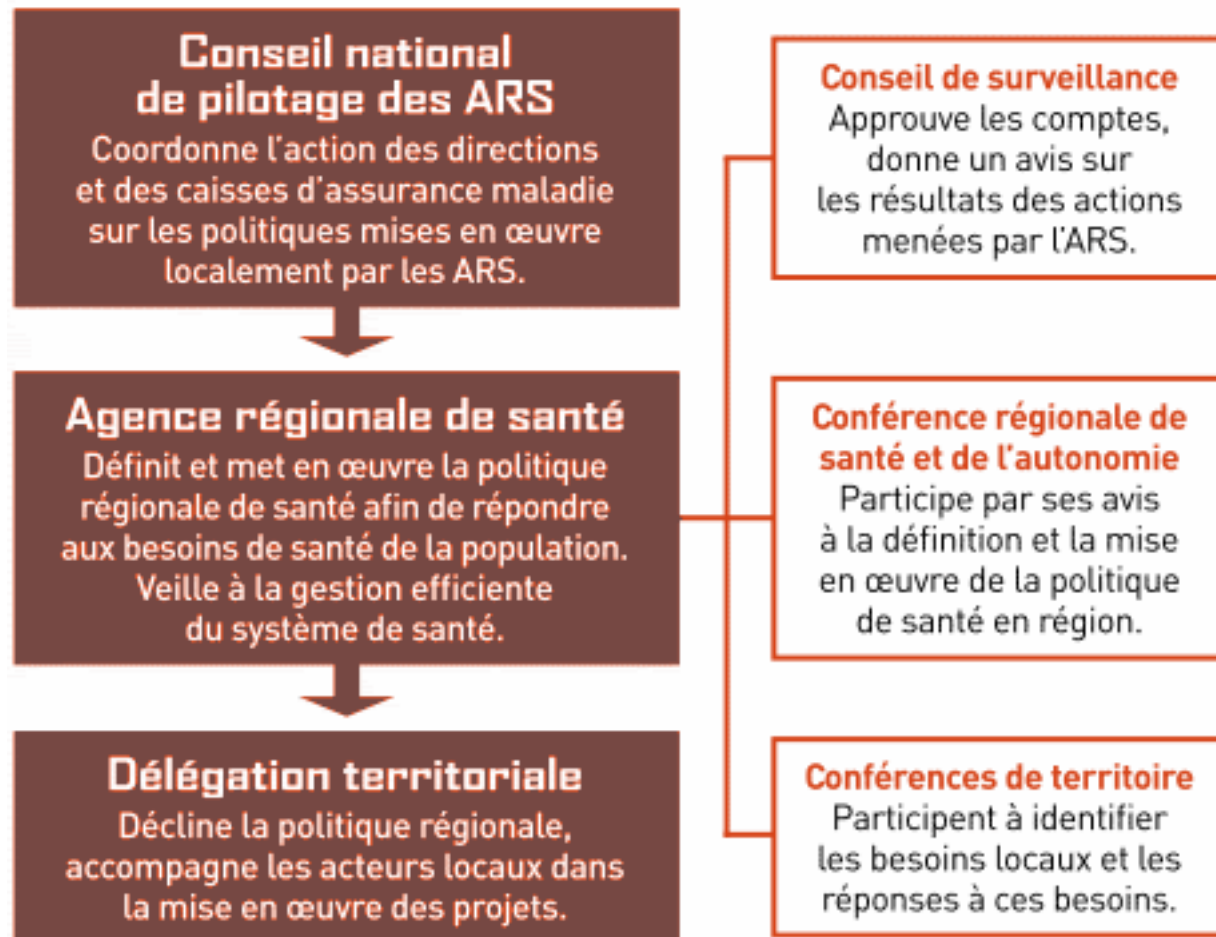 Conseil national
de pilotage des ARS
Coordonne l'action des directions
et des caisses d'assurance maladie
sur les politiques mises en œuvre
localement par les ARS.
Agence régionale de santé
Définit et met en œuvre la politique
régionale de santé afin de répondre
aux besoins de santé de la population.
Veille à la gestion efficiente
du système de santé.
Délégation territoriale
Décline la politique régionale,
accompagne les acteurs locaux dans
la mise en œuvre des projets.
Conseil de surveillance
Approuve les comptes,
donne un avis sur
les résultats des actions
menées par l'ARS.
Conférence régionale de
santé et de l'autonomie
Participe par ses avis
à la définition et la mise
en œuvre de la politique
de santé en région.
Conférences de territoire
Participent à identifier
les besoins locaux et les
réponses à ces besoins.